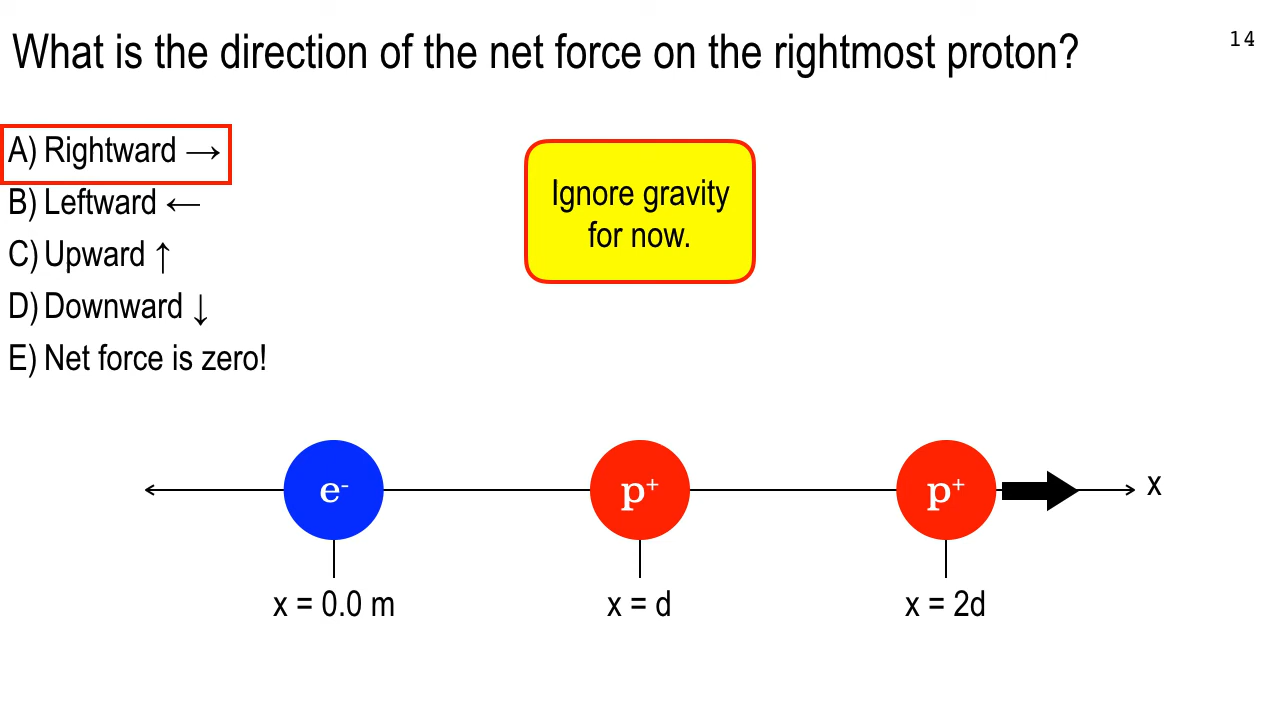 What is the direction of the net force on the rightmost proton?
14
A) Rightward →
B) Leftward ←
C) Upward ↑
D) Downward ↓
E) Net force is zero!
Ignore gravity
for now.
e⁻ p⁺ p⁺ x
x = 0.0 m x = d x = 2d